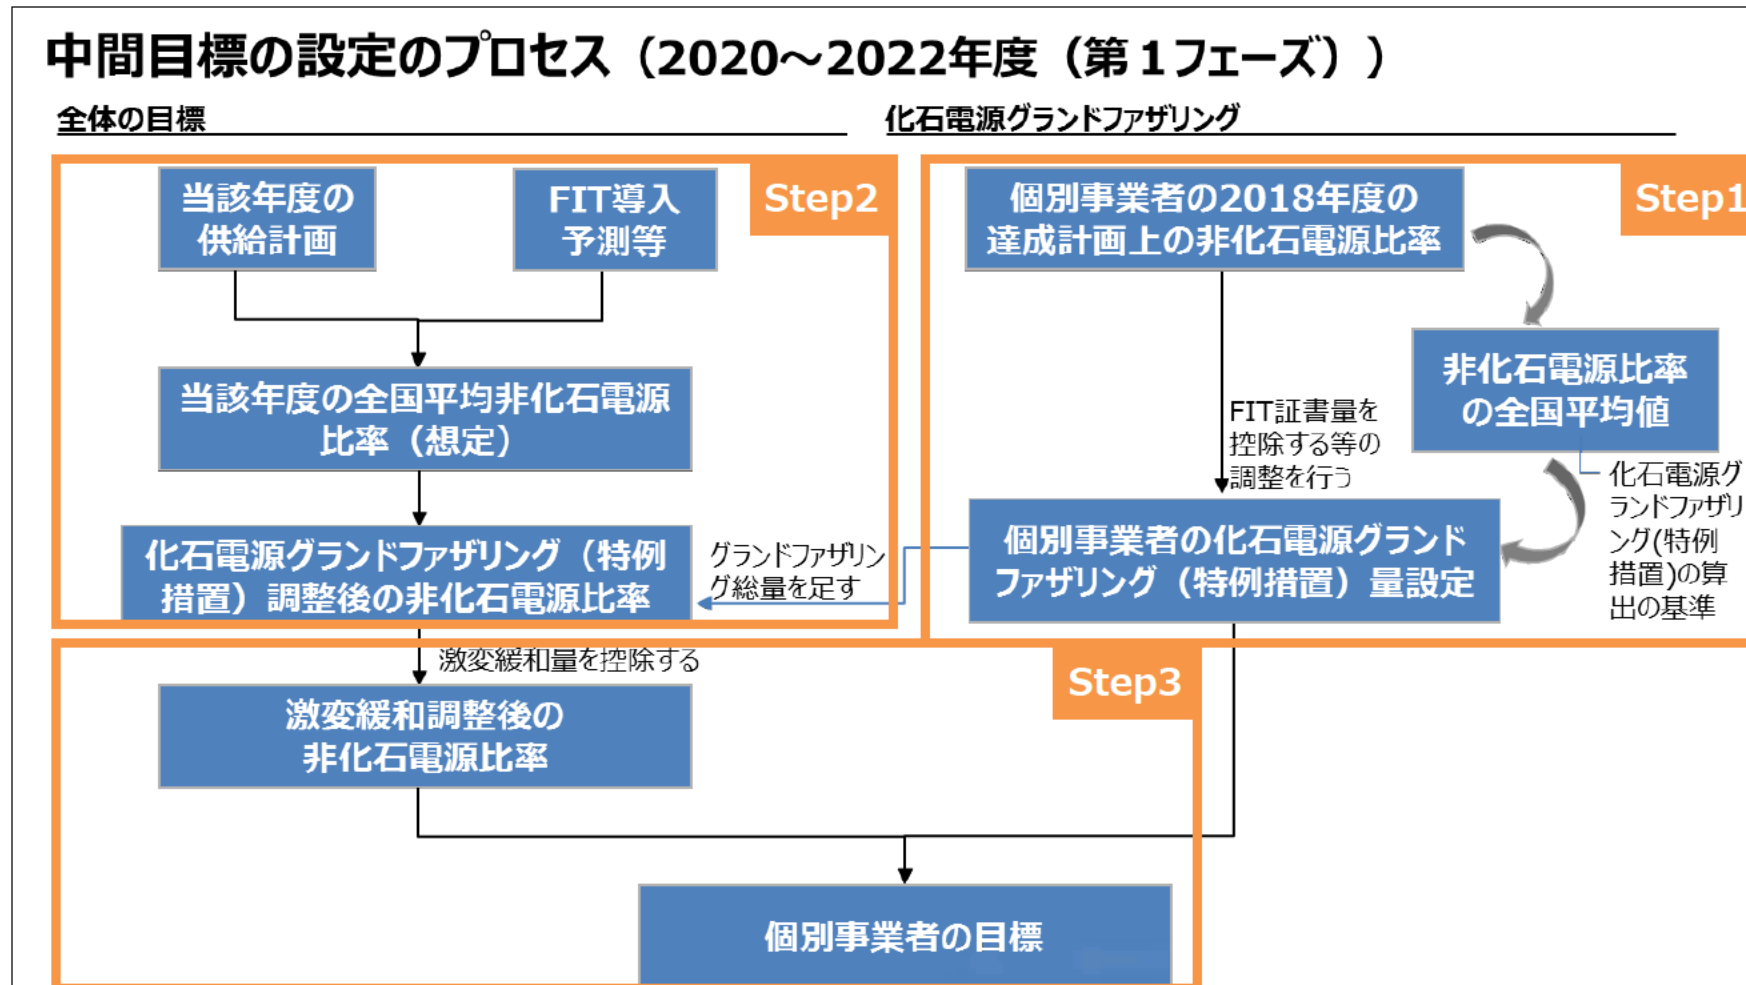 中間目標の設定のプロセス（2020～2022年度（第１フェーズ））
全体の目標
化石電源グランドファザリング
Step2
当該年度の
供給計画
FIT導入
予測等
当該年度の全国平均非化石電源
比率（想定）
化石電源グランドファザリング（特例
措置）調整後の非化石電源比率
グランドファザリン
グ総量を足す
Step1
個別事業者の2018年度の
達成計画上の非化石電源比率
非化石電源比率
の全国平均値
FIT証書量を
控除する等の
調整を行う
化石電源グ
ランドファザリ
ング(特例
措置)の算
出の基準
個別事業者の化石電源グランド
ファザリング（特例措置）量設定
Step3
激変緩和量を控除する
激変緩和調整後の
非化石電源比率
個別事業者の目標